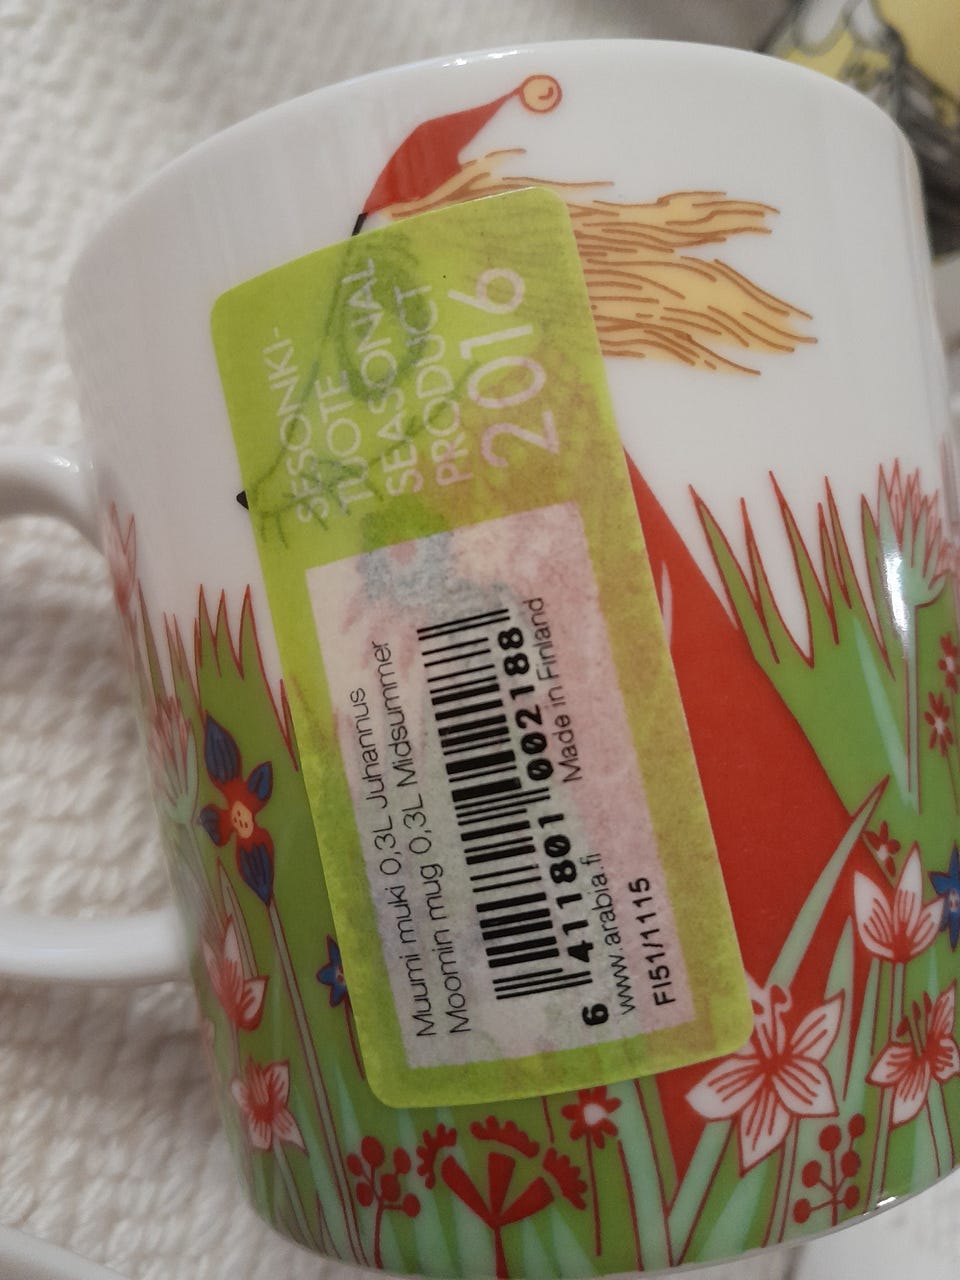 SESONKI-
TUOTE
SEASONAL
PRODUCT
2016
Muumi muki 0,3L Juhannus
Moomin mug 0,3L Midsummer
6 411801 002188
Made in Finland
www.arabia.fi
FI51/1115